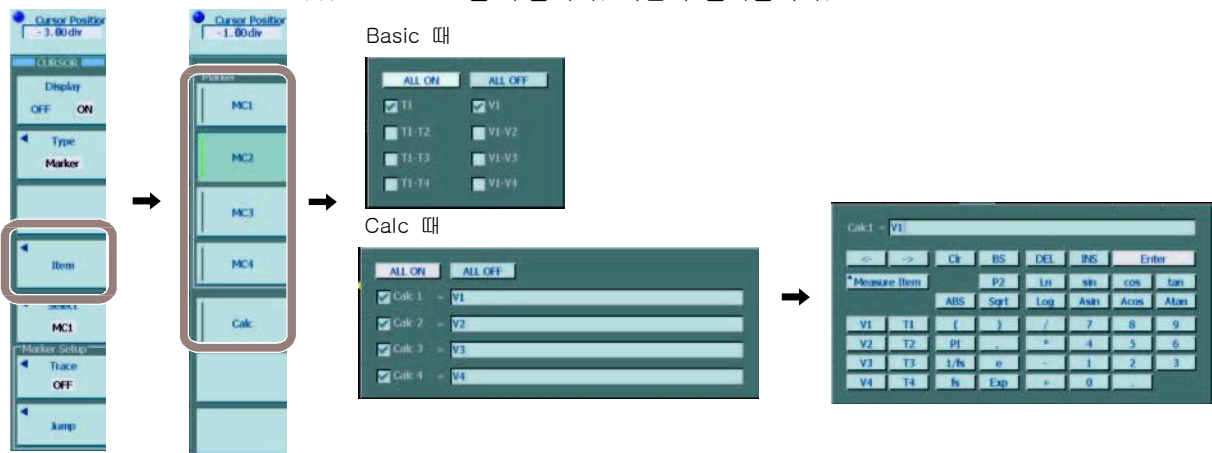 Cursor Position
-3.00div
CURSOR
Display
OFF ON
Type
Marker
Item
Select
MC1
Marker Setup
Trace
OFF
Jump
Cursor Position
-1.00div
Marker
MC1
MC2
MC3
MC4
Calc
Basic 때
ALL ON ALL OFF
T1 V1
T1-T2 V1-V2
T1-T3 V1-V3
T1-T4 V1-V4
Calc 때
ALL ON ALL OFF
Calc 1 = V1
Calc 2 = V2
Calc 3 = V3
Calc 4 = V4
Calc1 = V1
<- -> Clr BS DEL INS Enter
Measure Item P2 Ln sin cos tan
ABS Sqrt Log Asin Acos Atan
V1 T1 ( ) / 7 8 9
V2 T2 PI , * 4 5 6
V3 T3 1/fs e - 1 2 3
V4 T4 fs Exp + 0 .